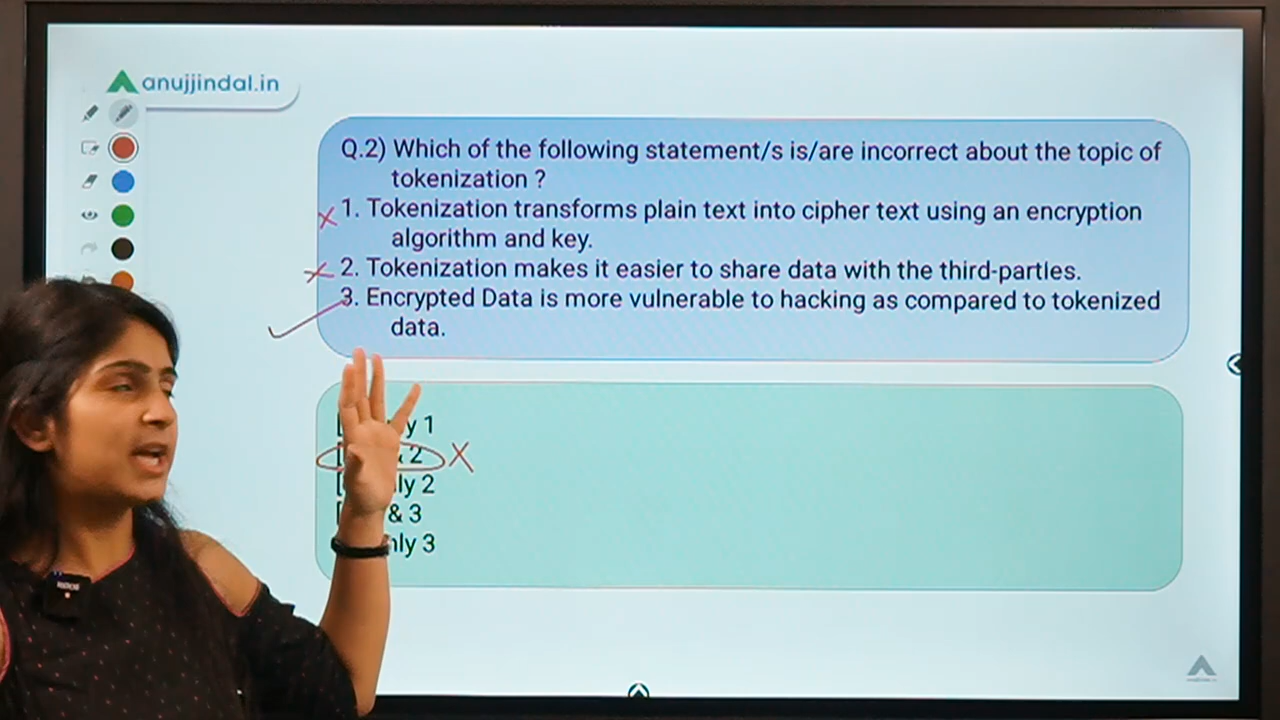 anujjindal.in
Q.2) Which of the following statement/s is/are incorrect about the topic of
tokenization ?
1. Tokenization transforms plain text into cipher text using an encryption
algorithm and key.
2. Tokenization makes it easier to share data with the third-parties.
3. Encrypted Data is more vulnerable to hacking as compared to tokenized
data.
1
2
2
& 3
3